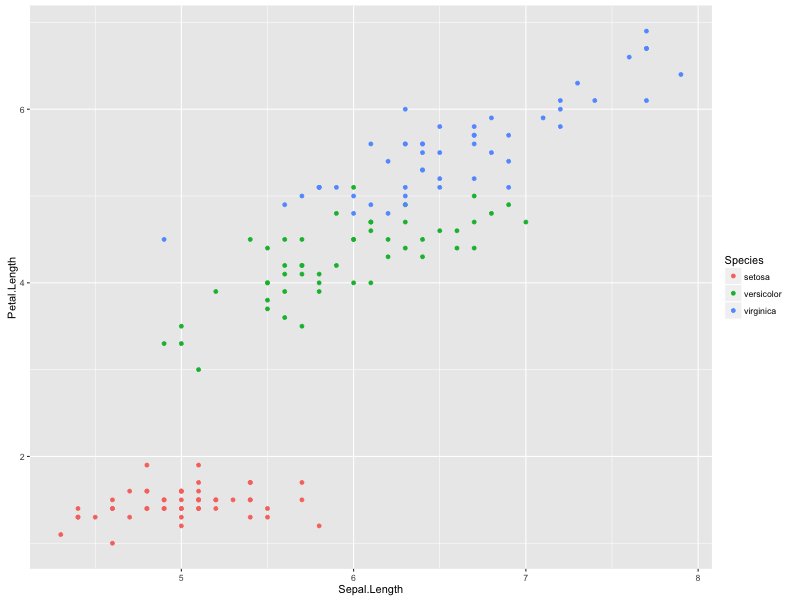 6
4
2
Petal.Length
5
6
7
8
Sepal.Length
Species
setosa
versicolor
virginica